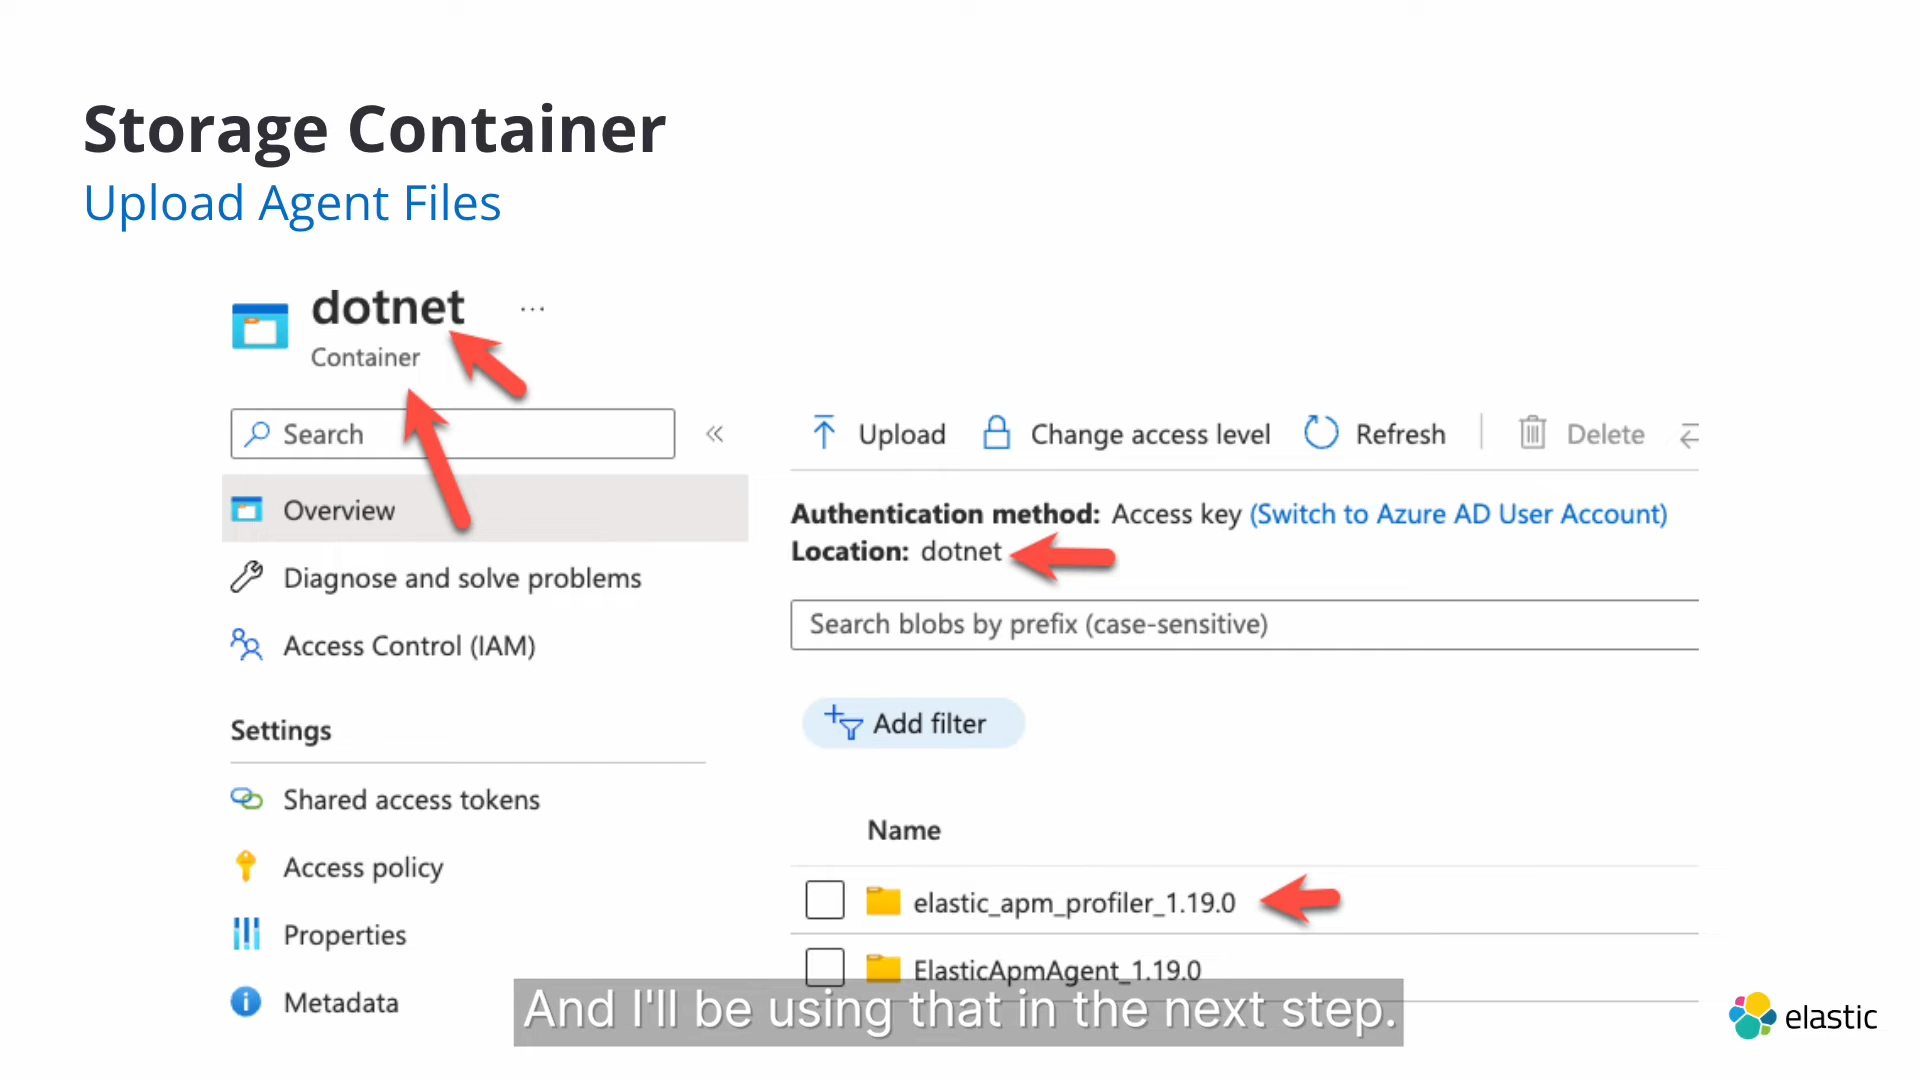 Storage Container
Upload Agent Files
dotnet ...
Container
Search «
Overview
Diagnose and solve problems
Access Control (IAM)
Settings
Shared access tokens
Access policy
Properties
Metadata
Upload Change access level Refresh Delete
Authentication method: Access key (Switch to Azure AD User Account)
Location: dotnet
Search blobs by prefix (case-sensitive)
Add filter
Name
elastic_apm_profiler_1.19.0
ElasticApmAgent_1.19.0
And I'll be using that in the next step.
elastic